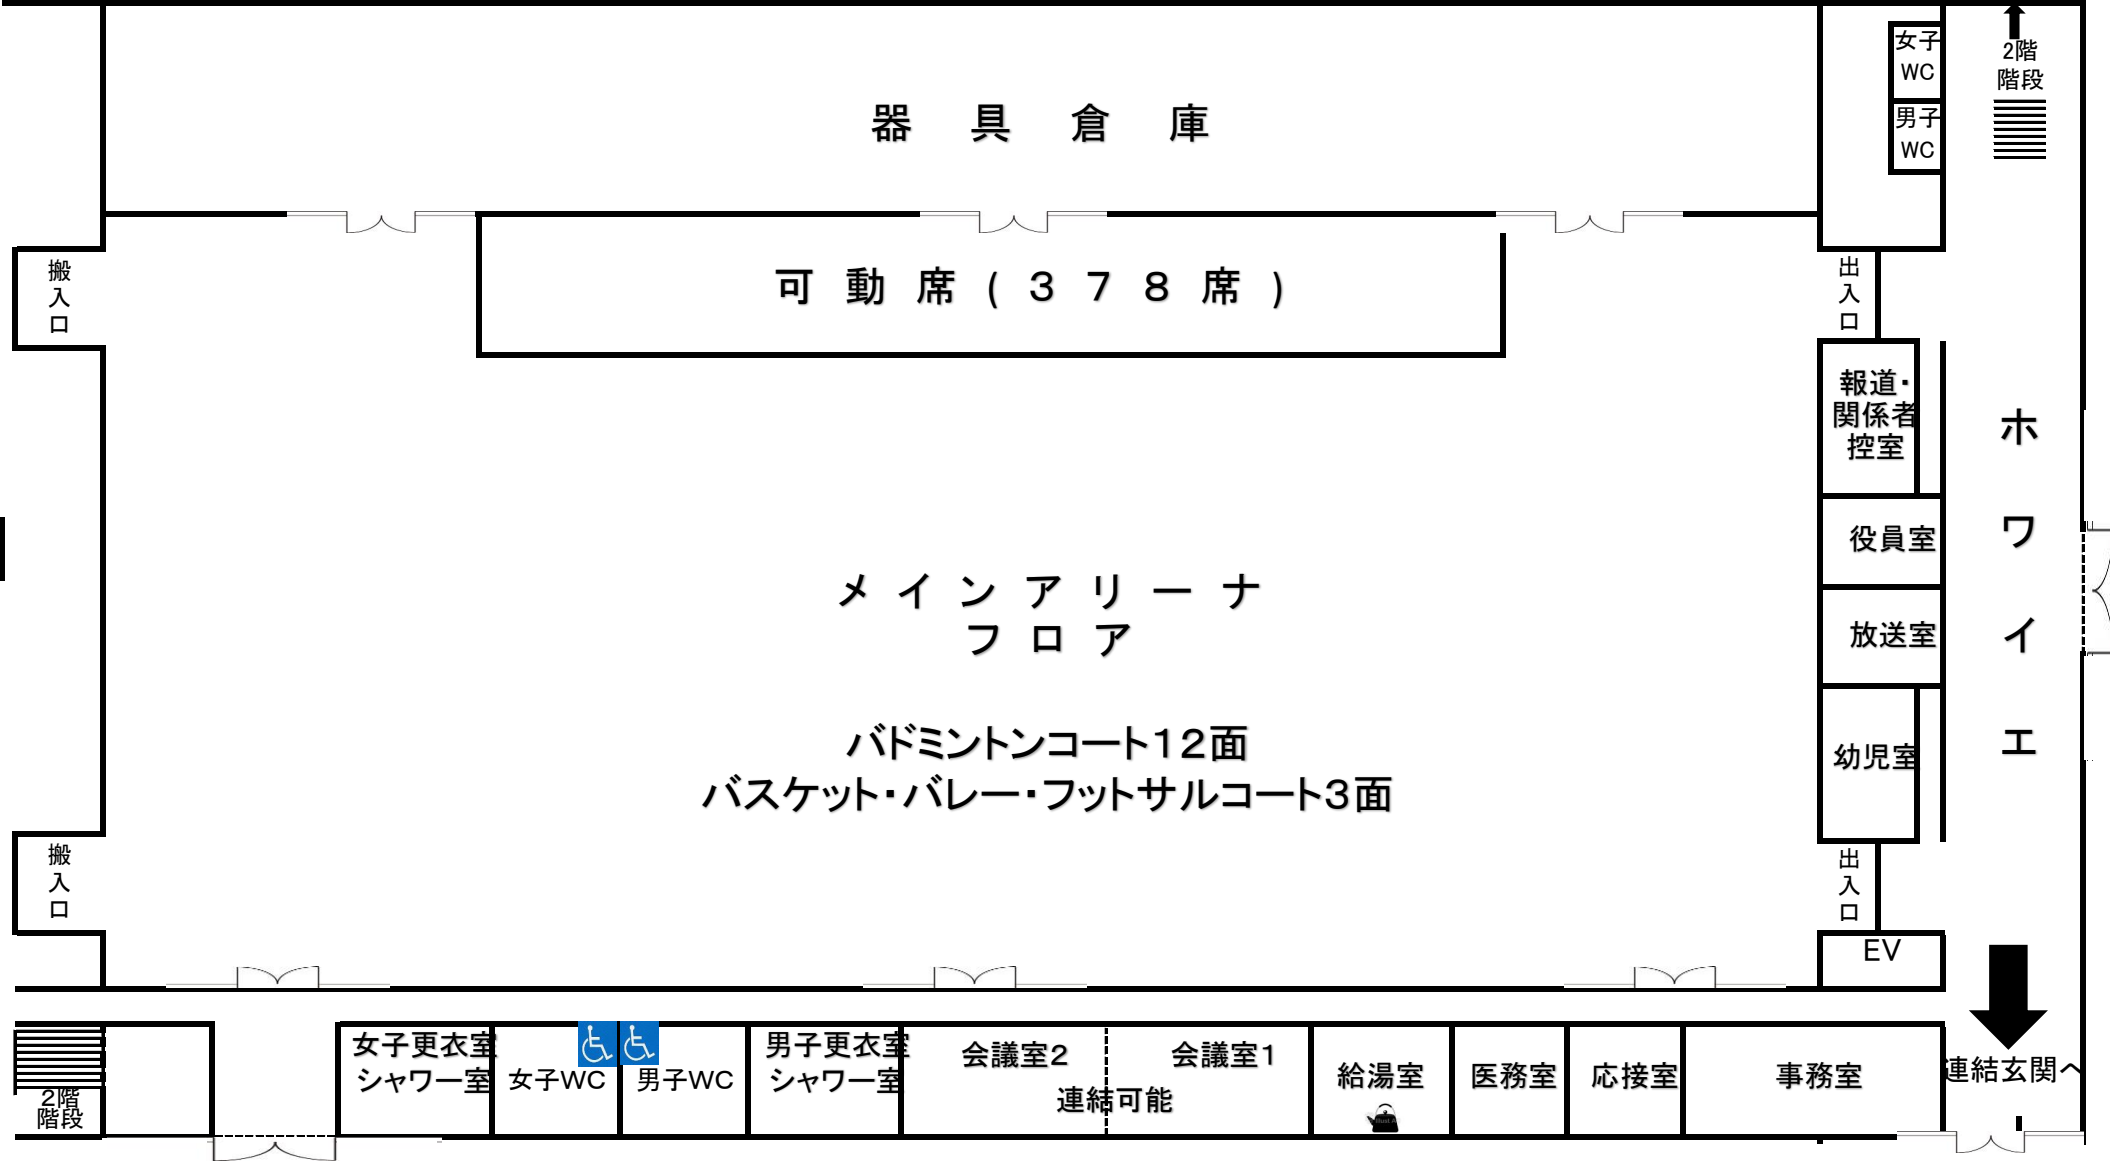 女子
WC
男子
WC
2階
階段
器具倉庫
搬入口
可動席(378席)
出入口
報道・
関係者
控室
役員室
放送室
幼児室
ホワイエ
メインアリーナ
フロア
バドミントンコート12面
バスケット・バレー・フットサルコート3面
搬入口
出入口
EV
2階
階段
女子更衣室
シャワー室
女子WC
男子WC
男子更衣室
シャワー室
会議室2
会議室1
連結可能
給湯室
医務室
応接室
事務室
連結玄関へ